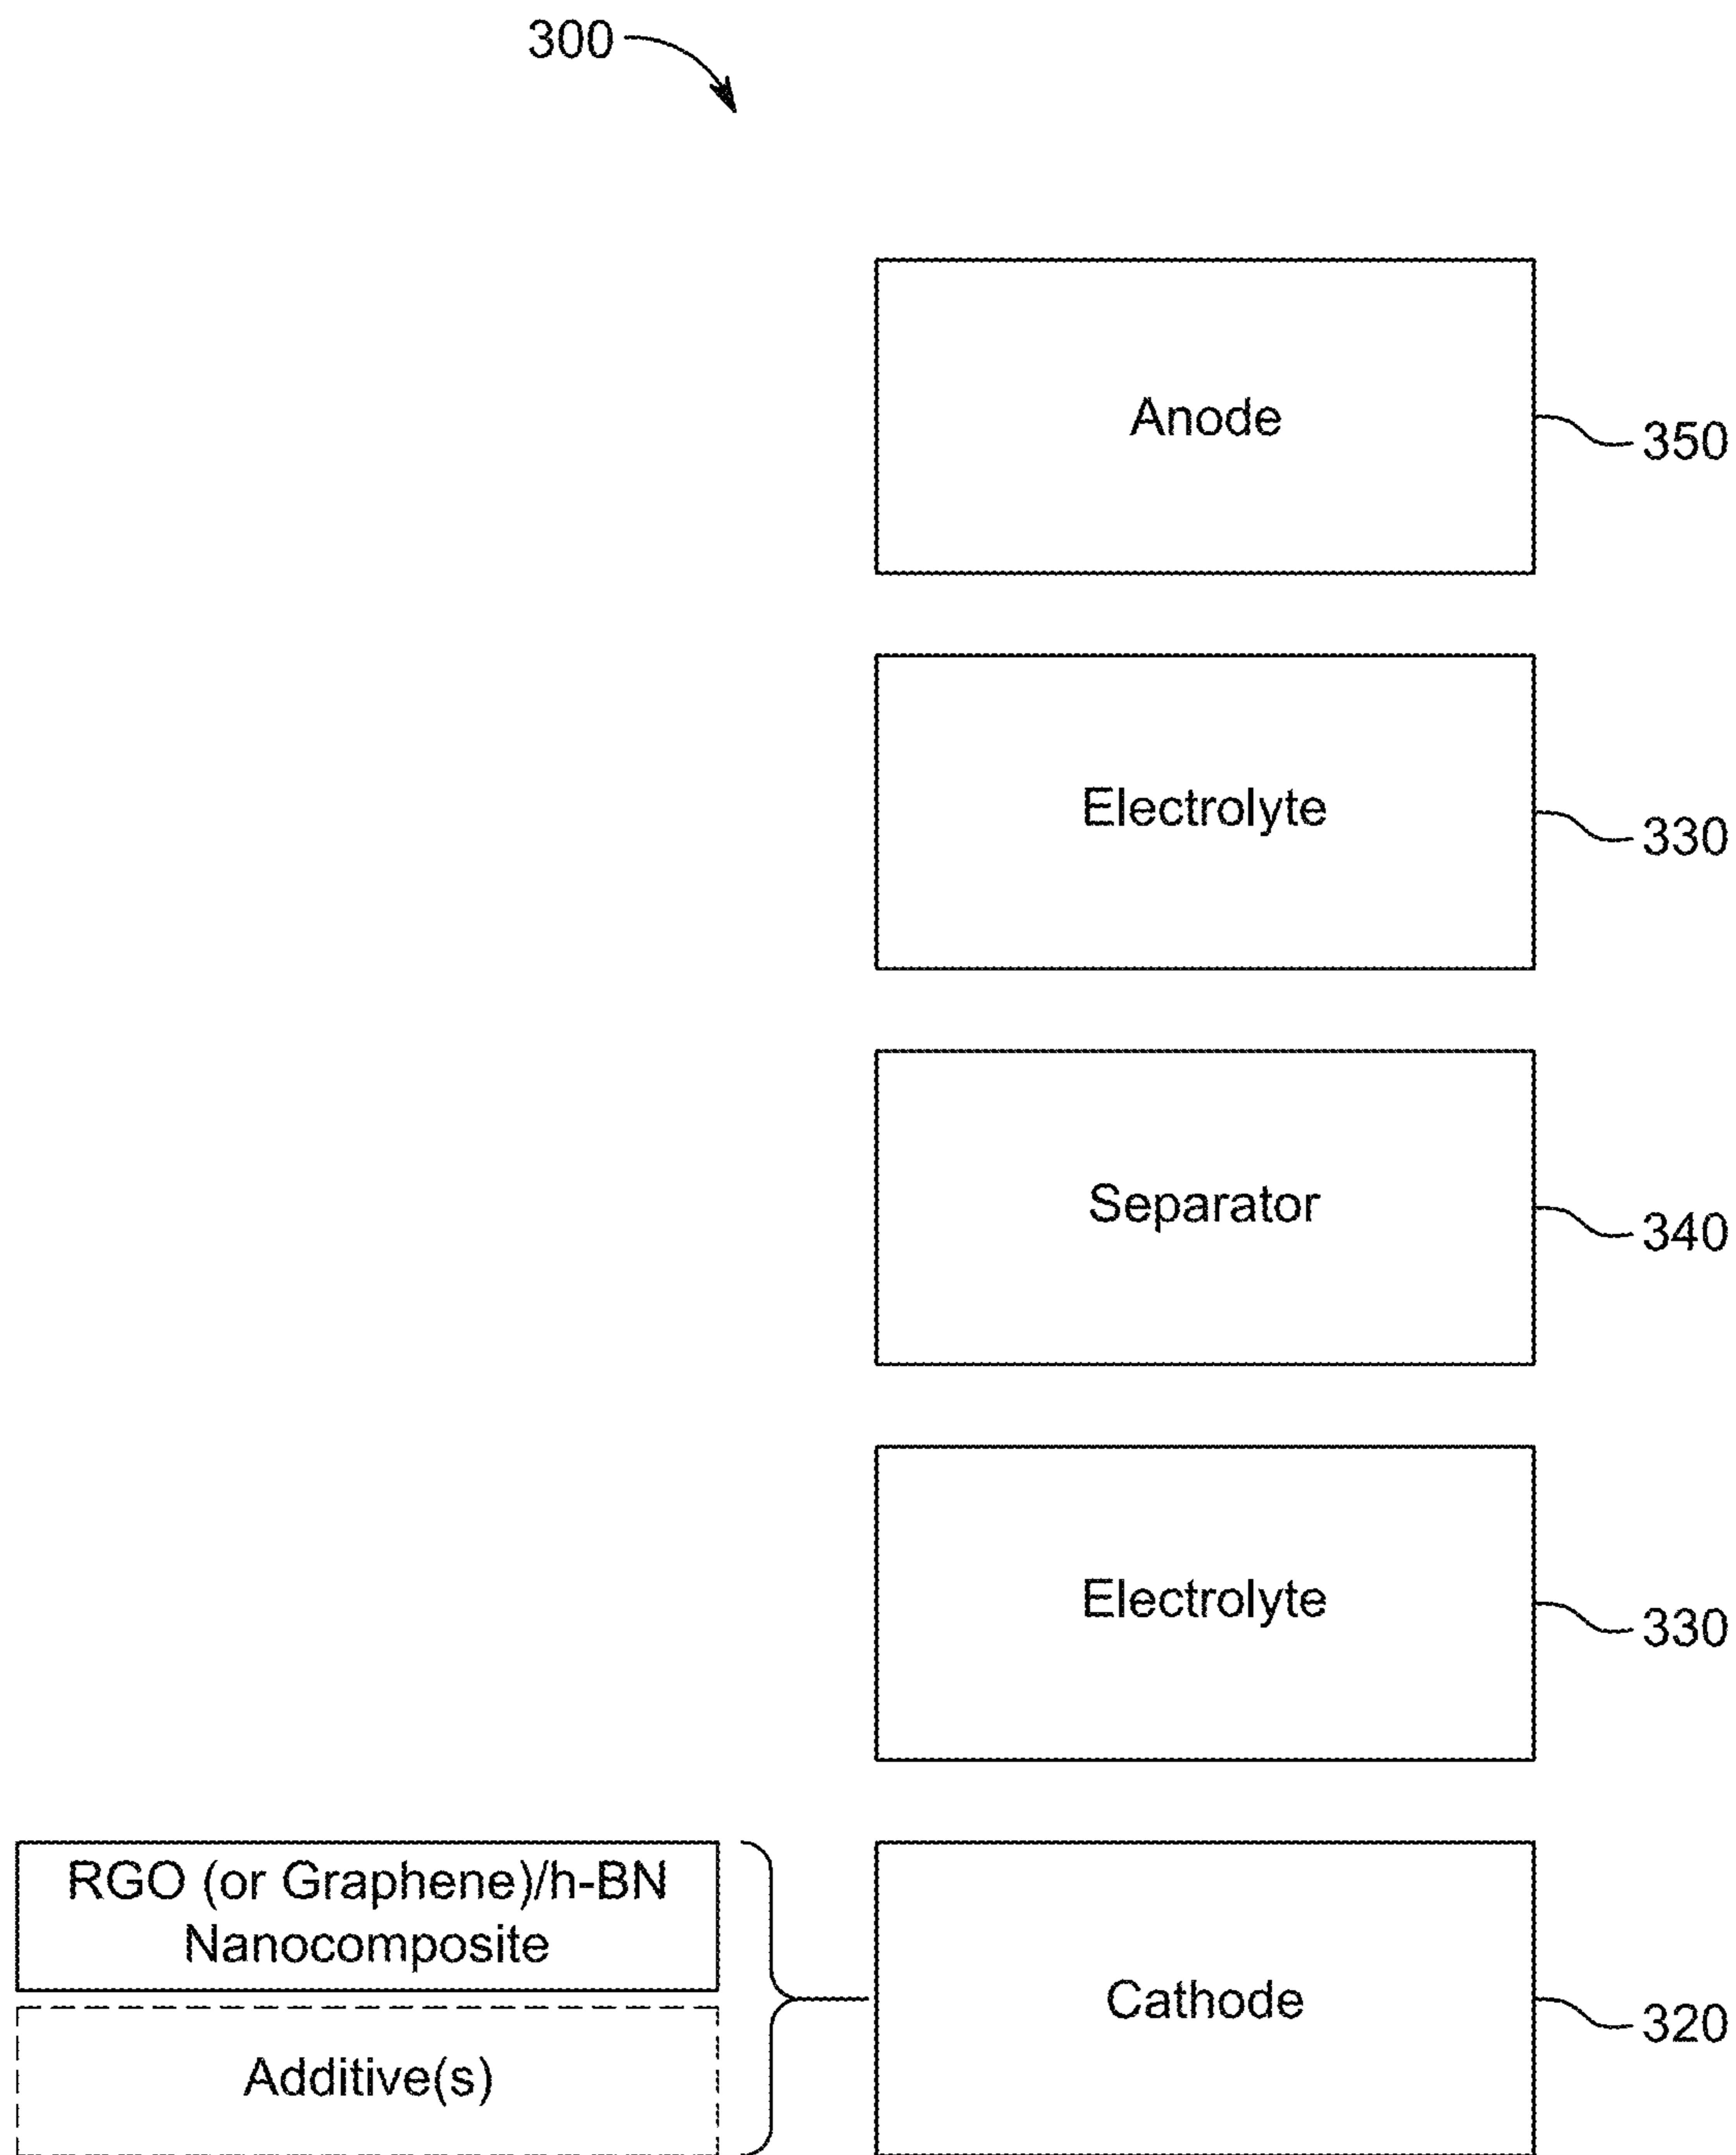 300
Anode
350
Electrolyte
330
Separator
340
Electrolyte
330
RGO (or Graphene)/h-BN
Nanocomposite
Additive(s)
Cathode
320